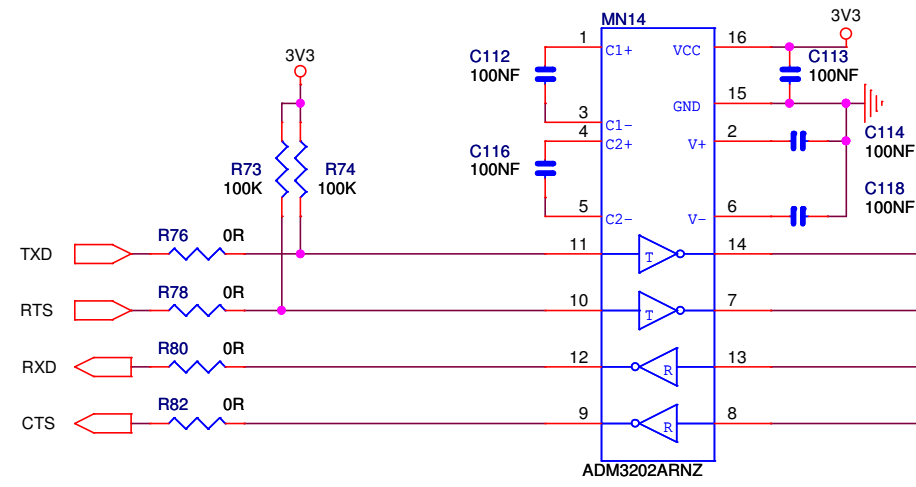 MN14
3V3
3V3
1
C1+
VCC
16
C112
100NF
C113
100NF
3
C1-
GND
15
4
C2+
V+
2
C114
100NF
C116
100NF
R73
100K
R74
100K
C118
100NF
5
C2-
V-
6
TXD
R76
0R
11
T
14
RTS
R78
0R
10
T
7
RXD
R80
0R
12
R
13
CTS
R82
0R
9
R
8
ADM3202ARNZ